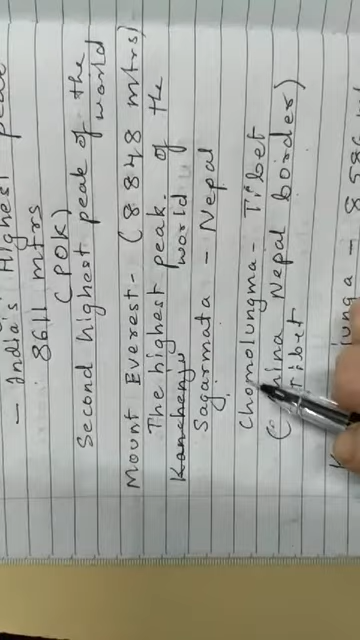 - India's Highest peak
8611 mtrs
(POK)
Second highest peak of the
world
Mount Everest - (8848 mtrs)
The highest peak of the
world
Sagarmata - Nepal
Chomolungma - Tibet
Nepal border)
Tibet